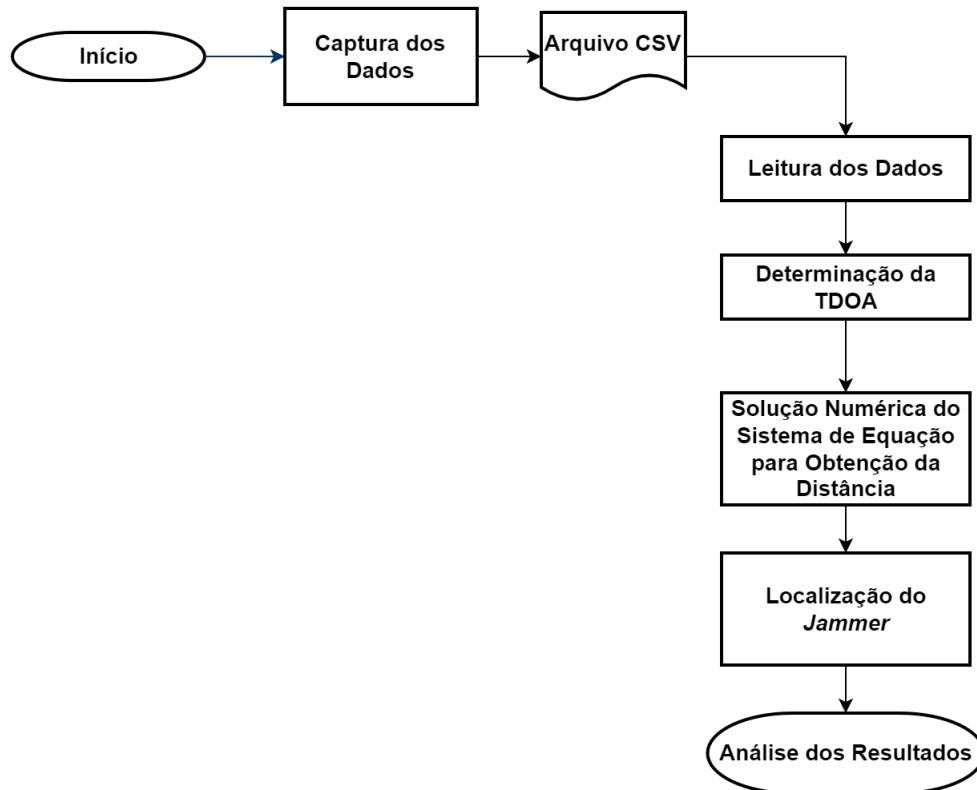 Início
Captura dos
Dados
Arquivo CSV
Leitura dos Dados
Determinação da
TDOA
Solução Numérica do
Sistema de Equação
para Obtenção da
Distância
Localização do
Jammer
Análise dos Resultados